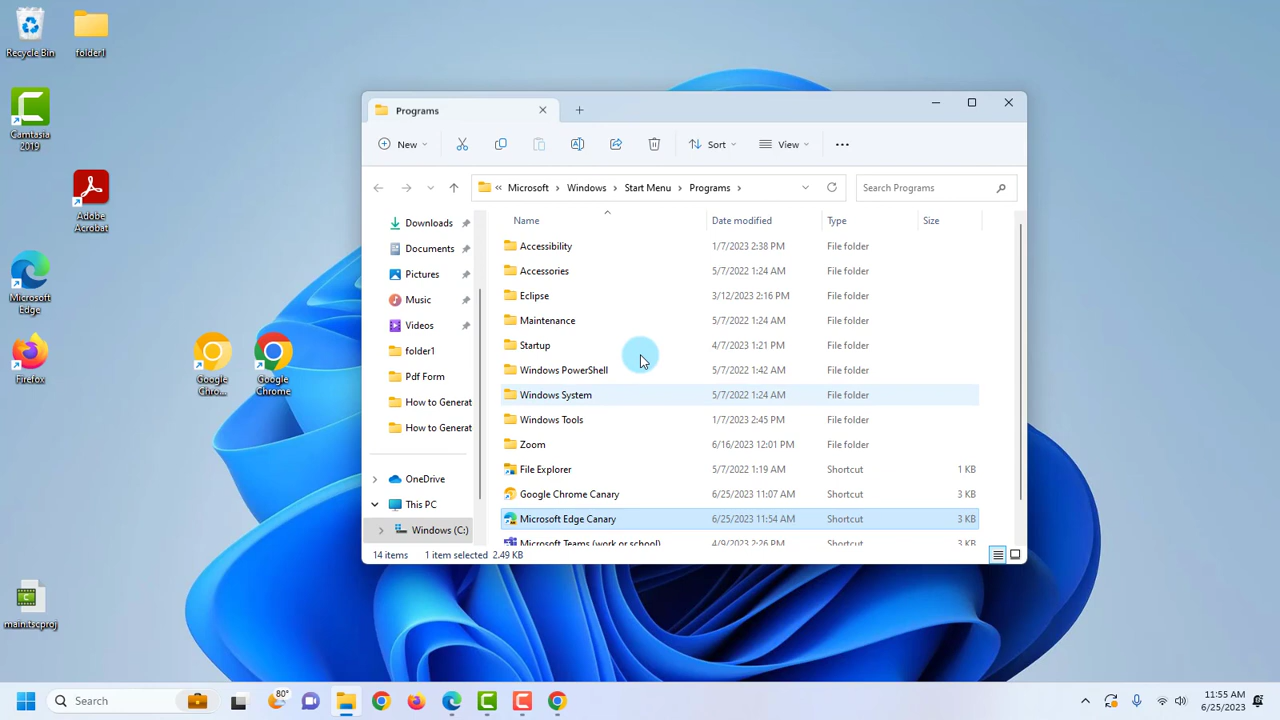 Recycle Bin
folder1
Camtasia
2019
Adobe
Acrobat
Microsoft
Edge
Firefox
Google
Chro...
Google
Chrome
main.tscproj
Programs
New
Sort
View
Microsoft > Windows > Start Menu > Programs >
Search Programs
Downloads
Documents
Pictures
Music
Videos
folder1
Pdf Form
How to Generat
How to Generat
OneDrive
This PC
Windows (C:)
Name Date modified Type Size
Accessibility 1/7/2023 2:38 PM File folder
Accessories 5/7/2022 1:24 AM File folder
Eclipse 3/12/2023 2:16 PM File folder
Maintenance 5/7/2022 1:24 AM File folder
Startup 4/7/2023 1:21 PM File folder
Windows PowerShell 5/7/2022 1:42 AM File folder
Windows System 5/7/2022 1:24 AM File folder
Windows Tools 1/7/2023 2:45 PM File folder
Zoom 6/16/2023 12:01 PM File folder
File Explorer 5/7/2022 1:19 AM Shortcut 1 KB
Google Chrome Canary 6/25/2023 11:07 AM Shortcut 3 KB
Microsoft Edge Canary 6/25/2023 11:54 AM Shortcut 3 KB
Microsoft Teams (work or school) 4/9/2023 2:26 PM Shortcut 3 KB
14 items 1 item selected 2.49 KB
Search
80°
11:55 AM
6/25/2023